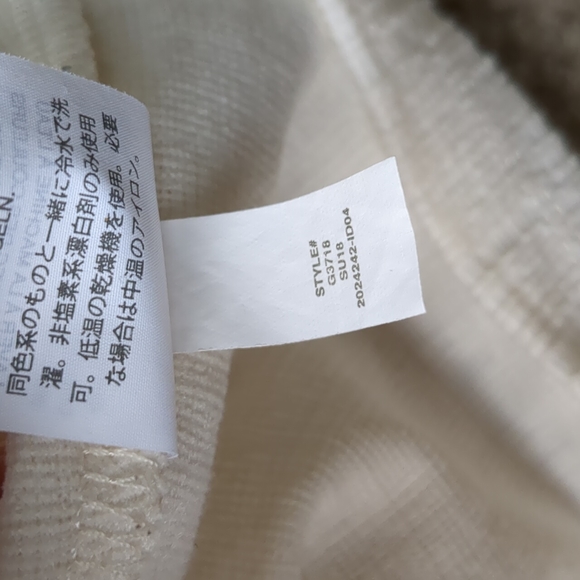 GELN.
同色系のものと一緒に冷水で洗
濯。非塩素系漂白剤のみ使用
可。低温の乾燥機を使用。必要
な場合は中温のアイロン。
STYLE#
G3718
SU18
2024242-ID04